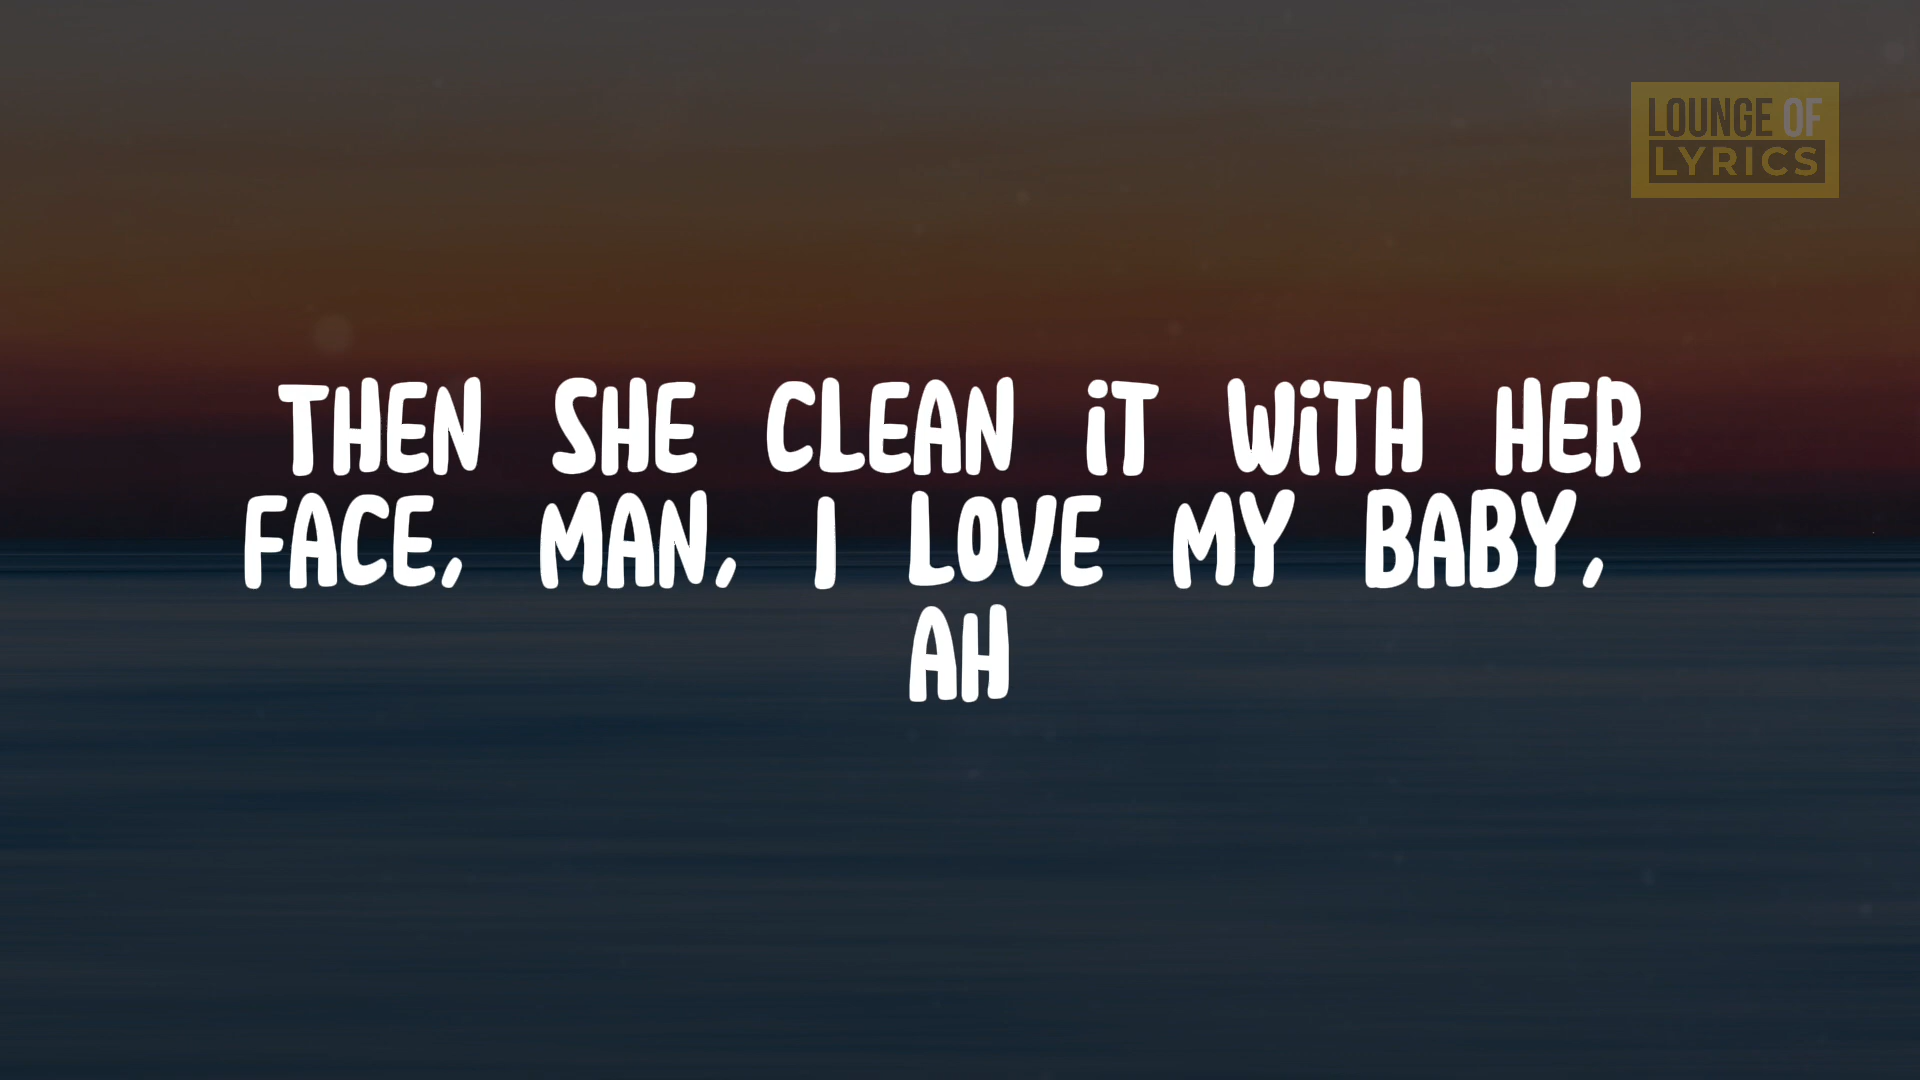 LOUNGE OF
LYRICS
THEN SHE CLEAN iT WiTH HER
FACE, MAN, I LOVE MY BABY,
AH